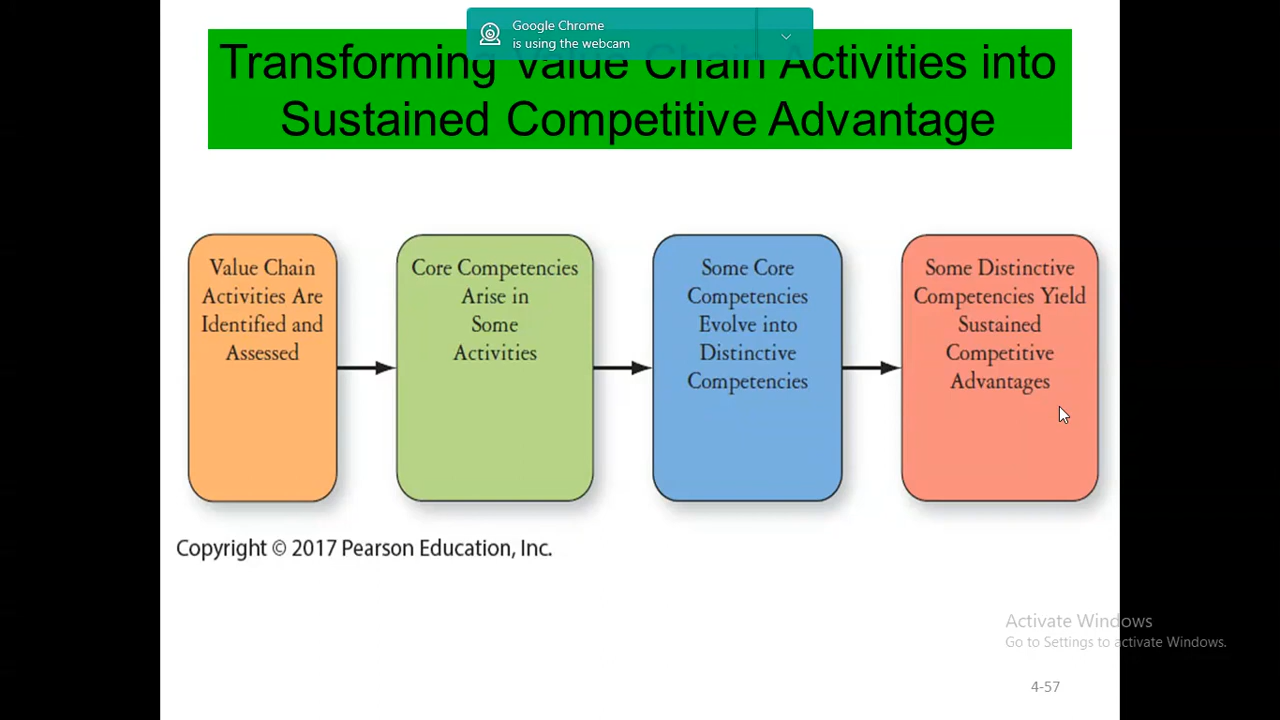 Google Chrome
is using the webcam
Transforming Value Chain Activities into
Sustained Competitive Advantage
Value Chain
Activities Are
Identified and
Assessed
Core Competencies
Arise in
Some
Activities
Some Core
Competencies
Evolve into
Distinctive
Competencies
Some Distinctive
Competencies Yield
Sustained
Competitive
Advantages
Copyright © 2017 Pearson Education, Inc.
Activate Windows
Go to Settings to activate Windows.
4-57